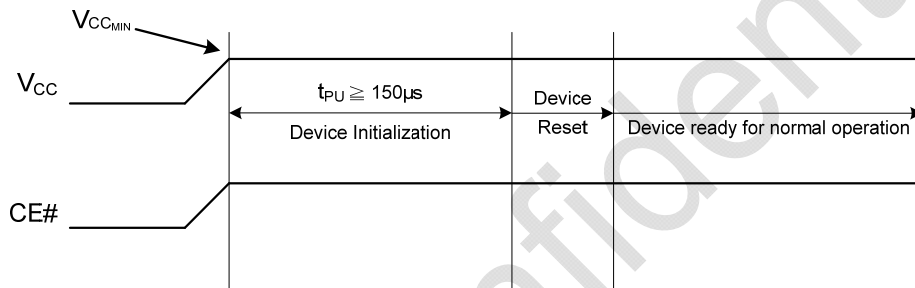 VCCMIN
VCC
tPU ≧ 150µs
Device Initialization
Device
Reset
Device ready for normal operation
CE#